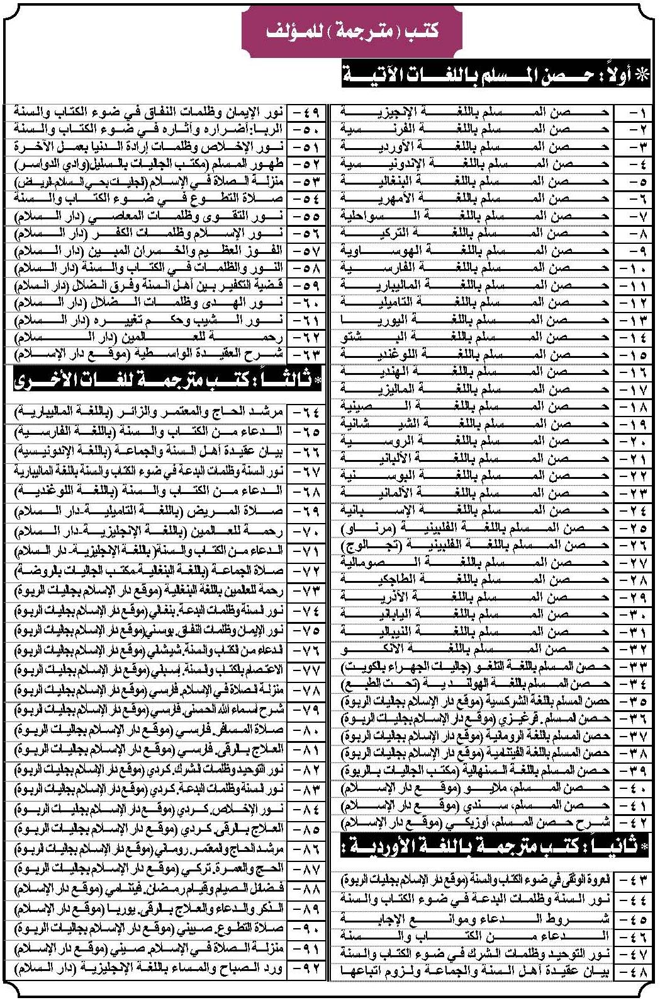 كتب (مترجمة) للمؤلف
* أولاً: حصن المسلم باللغات الآتية
١- حصن المسلم باللغة الإنجيزية
٢- حصن المسلم باللغة الفرنسية
٣- حصن المسلم باللغة الأوردية
٤- حصن المسلم باللغة الإندونيسية
٥- حصن المسلم باللغة البنغالية
٦- حصن المسلم باللغة الأمهرية
٧- حصن المسلم باللغة السواحلية
٨- حصن المسلم باللغة التركية
٩- حصن المسلم باللغة الهوساوية
١٠- حصن المسلم باللغة الفارسية
١١- حصن المسلم باللغة الماليبارية
١٢- حصن المسلم باللغة التاميلية
١٣- حصن المسلم باللغة اليوربا
١٤- حصن المسلم باللغة البشتو
١٥- حصن المسلم باللغة اللوغندية
١٦- حصن المسلم باللغة الهندية
١٧- حصن المسلم باللغة الماليزية
١٨- حصن المسلم باللغة الصينية
١٩- حصن المسلم باللغة الشيشانية
٢٠- حصن المسلم باللغة الروسية
٢١- حصن المسلم باللغة الألبانية
٢٢- حصن المسلم باللغة البوسنية
٢٣- حصن المسلم باللغة الألمانية
٢٤- حصن المسلم باللغة الإسبانية
٢٥- حصن المسلم باللغة الفلبينية (مرناو)
٢٦- حصن المسلم باللغة الفلبينية (تجالوج)
٢٧- حصن المسلم باللغة الصومالية
٢٨- حصن المسلم باللغة الطاجكية
٢٩- حصن المسلم باللغة الأذرية
٣٠- حصن المسلم باللغة اليابانية
٣١- حصن المسلم باللغة النيبالية
٣٢- حصن المسلم باللغة الأنكو
٣٣- حصن المسلم باللغة التلغو (جاليات الجهراء بالكويت)
٣٤- حصن المسلم باللغة الهولندية (تحت الطبع)
٣٥- حصن المسلم باللغة الشركسية (موقع دار الإسلام بجاليات الربوة)
٣٦- حصن المسلم. قرغيزي (موقع دار الإسلام بجاليات الربوة)
٣٧- حصن المسلم باللغة الرومانية (موقع دار الإسلام بجاليات الربوة)
٣٨- حصن المسلم باللغة الفيتنامية (موقع دار الإسلام بجاليات الربوة)
٣٩- حصن المسلم باللغة السنهالية (مكتب الجاليات بالربوة)
٤٠- حصن المسلم، ملايو (موقع دار الإسلام)
٤١- حصن المسلم، سندي (موقع دار الإسلام)
٤٢- شرح حصن المسلم، أوزبكي (موقع دار الإسلام)
* ثانياً: كتب مترجمة باللغة الأوردية:
٤٣- العروة الوثقى في ضوء الكتاب والسنة (موقع دار الإسلام بجاليات الربوة)
٤٤- نور السنة وظلمات البدعة في ضوء الكتاب والسنة
٤٥- شروط الدعاء وموانع الإجابة
٤٦- الدعاء من الكتاب والسنة
٤٧- نور التوحيد وظلمات الشرك في ضوء الكتاب والسنة
٤٨- بيان عقيدة أهل السنة والجماعة ولزوم اتباعها
٤٩- نور الإيمان وظلمات النفاق في ضوء الكتاب والسنة
٥٠- الربا: أضراره وأثاره في ضوء الكتاب والسنة
٥١- نور الإخلاص وظلمات إرادة الدنيا بعمل الآخرة
٥٢- طهور المسلم (مكتب الجاليات بالسليل (وادي الدواسر)
٥٣- منزلة الصلاة في الإسلام (الجاليات بحي السلام-الرياض)
٥٤- صلاة التطوع في ضوء الكتاب والسنة
٥٥- نور التقوى وظلمات المعاصي (دار السلام)
٥٦- نور الإسلام وظلمات الكفر (دار السلام)
٥٧- الفوز العظيم والخسران المبين (دار السلام)
٥٨- النور والظلمات في الكتاب والسنة (دار السلام)
٥٩- قضية التكفير بين أهل السنة وفرق الضلال (دار السلام)
٦٠- نور الهدى وظلمات الضلال (دار السلام)
٦١- نور الشيب وحكم تغييره (دار السلام)
٦٢- رحمة للعالمين (دار السلام)
٦٣- شرح العقيدة الواسطية (موقع دار الإسلام)
* ثالثاً: كتب مترجمة للغات الأخرى
٦٤- مرشد الحاج والمعتمر والزائر (باللغة الماليبارية)
٦٥- الدعاء من الكتاب والسنة (باللغة الفارسية)
٦٦- بيان عقيدة أهل السنة والجماعة (باللغة الإندونيسية)
٦٧- نور السنة وظلمات البدعة في ضوء الكتاب والسنة باللغة الماليبارية
٦٨- الدعاء من الكتاب والسنة (باللغة اللوغندية)
٦٩- صلاة المريض (باللغة التاميلية-دار السلام)
٧٠- رحمة للعالمين (باللغة الإنجليزية-دار السلام)
٧١- الدعاء من الكتاب والسنة( باللغة الإنجليزية- دار السلام)
٧٢- صلاة الجماعة (باللغة البنغالية-مكتب الجاليات بالروضة)
٧٣- رحمة للعالمين باللغة البنغالية (موقع دار الإسلام بجاليات الربوة)
٧٤- نور السنة وظلمات البدعة. بنغالي (موقع دار الإسلام بجاليات الربوة)
٧٥- نور الإيمان وظلمات النفاق. بوسني(موقع دار الإسلام بجاليات الربوة)
٧٦- الدعاء من الكتاب والسنة. شيشاني (موقع دار الإسلام بجاليات الربوة)
٧٧- الاعتصام بالكتاب والسنة. إسباني (موقع دار الإسلام بجاليات الربوة)
٧٨- منزلة الصلاة في الإسلام. فارسي (موقع دار الإسلام بجاليات الربوة)
٧٩- شرح أسماء الله الحسنى. فارسي (موقع دار الإسلام بجاليات الربوة)
٨٠- صلاة المسافر. فارسي (موقع دار الإسلام بجاليات الربوة)
٨١- العلاج بالرقى. فارسي (موقع دار الإسلام بجاليات الربوة)
٨٢- نور التوحيد وظلمات الشرك. كردي (موقع دار الإسلام بجاليات الربوة)
٨٣- نور السنة وظلمات البدعة. كردي (موقع دار الإسلام بجاليات الربوة)
٨٤- نور الإخلاص. كردي (موقع دار الإسلام بجاليات الربوة)
٨٥- العلاج بالرقى. كردي (موقع دار الإسلام بجاليات الربوة)
٨٦- مرشد الحاج والمعتمر. روماني (موقع دار الإسلام بجاليات الربوة)
٨٧- الحج والعمرة. تركي (موقع دار الإسلام بجاليات الربوة)
٨٨- فضائل الصيام وقيام رمضان. فيتنامي (موقع دار الإسلام)
٨٩- الذكر والدعاء والعلاج بالرقى. يوربا (موقع دار الإسلام)
٩٠- صلاة التطوع. صيني (موقع دار الإسلام بجاليات الربوة)
٩١- منزلة الصلاة في الإسلام. صيني (موقع دار الإسلام)
٩٢- ورد الصباح والمساء باللغة الإنجليزية (دار السلام)